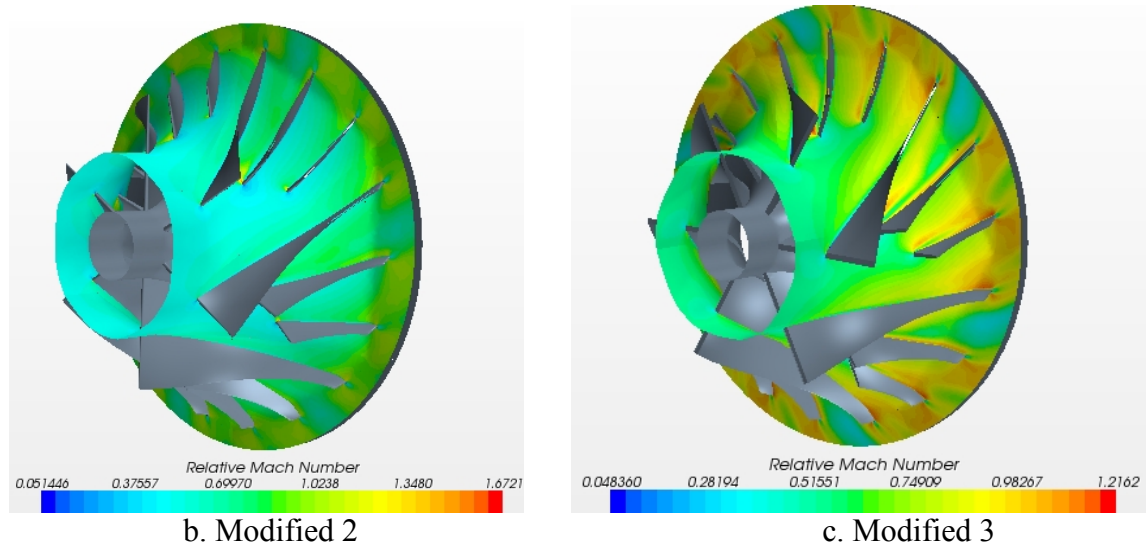 Relative Mach Number
0.051446 0.37557 0.69970 1.0238 1.3480 1.6721
b. Modified 2
Relative Mach Number
0.048360 0.28194 0.51551 0.74909 0.98267 1.2162
c. Modified 3